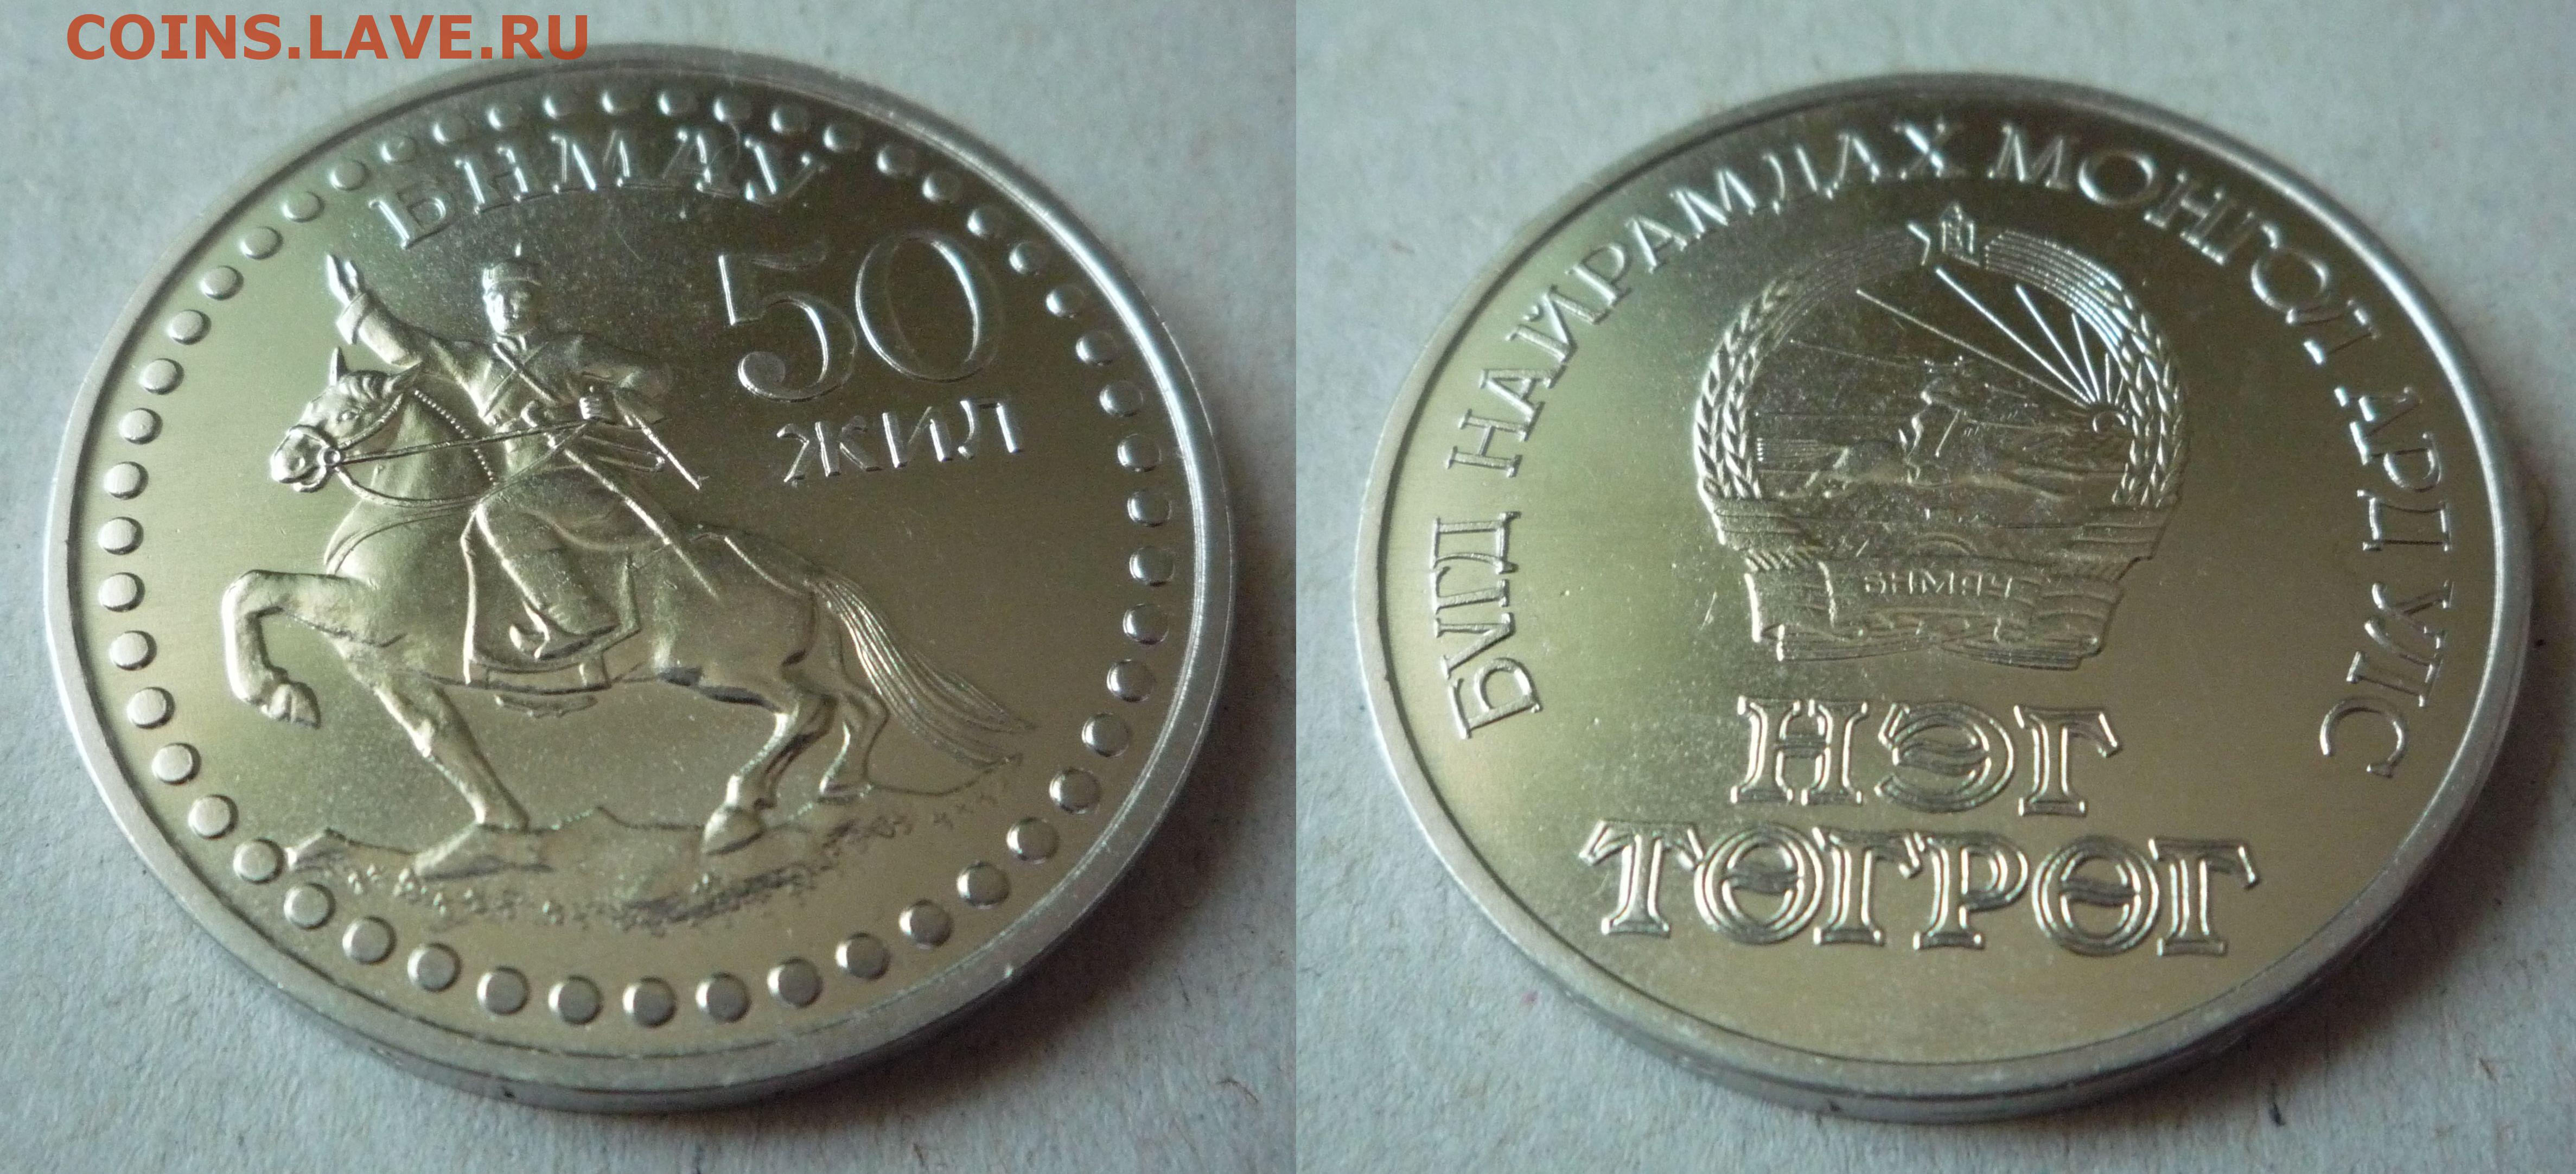 COINS.LAVE.RU
БНМАУ
50
ЖИЛ
БҮГД НАЙРАМДАХ МОНГОЛ АРД УЛС
БНМАУ
НЭГ
ТӨГРӨГ